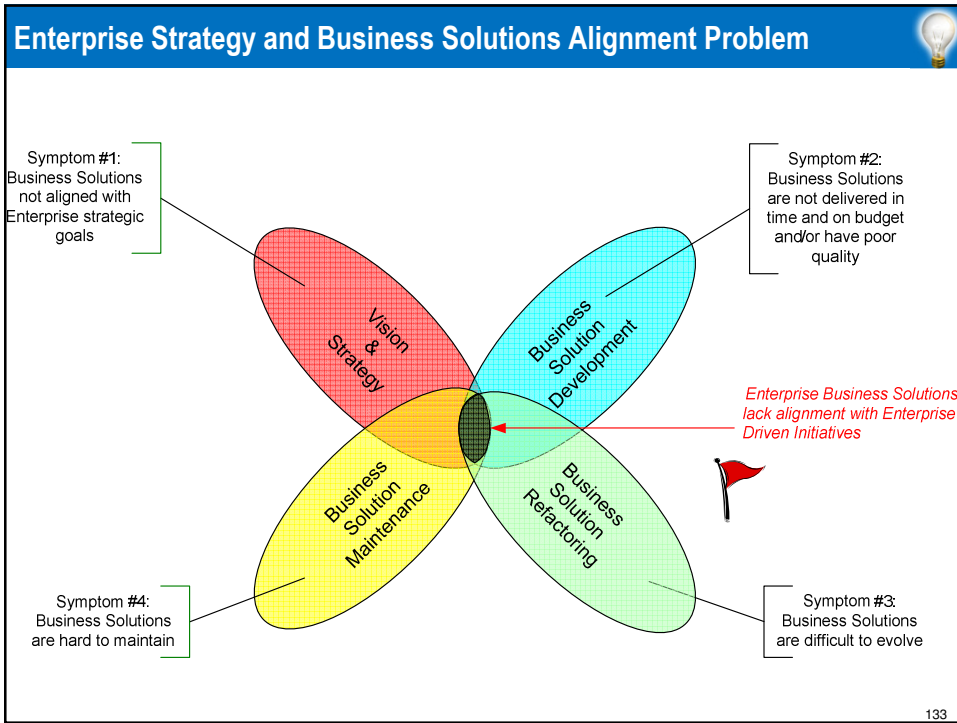 Enterprise Strategy and Business Solutions Alignment Problem
Symptom #1:
Business Solutions
not aligned with
Enterprise strategic
goals
Symptom #2:
Business Solutions
are not delivered in
time and on budget
and/or have poor
quality
Vision
&
Strategy
Business
Solution
Development
Enterprise Business Solutions
lack alignment with Enterprise
Driven Initiatives
Business
Solution
Maintenance
Business
Solution
Refactoring
Symptom #4:
Business Solutions
are hard to maintain
Symptom #3:
Business Solutions
are difficult to evolve
133